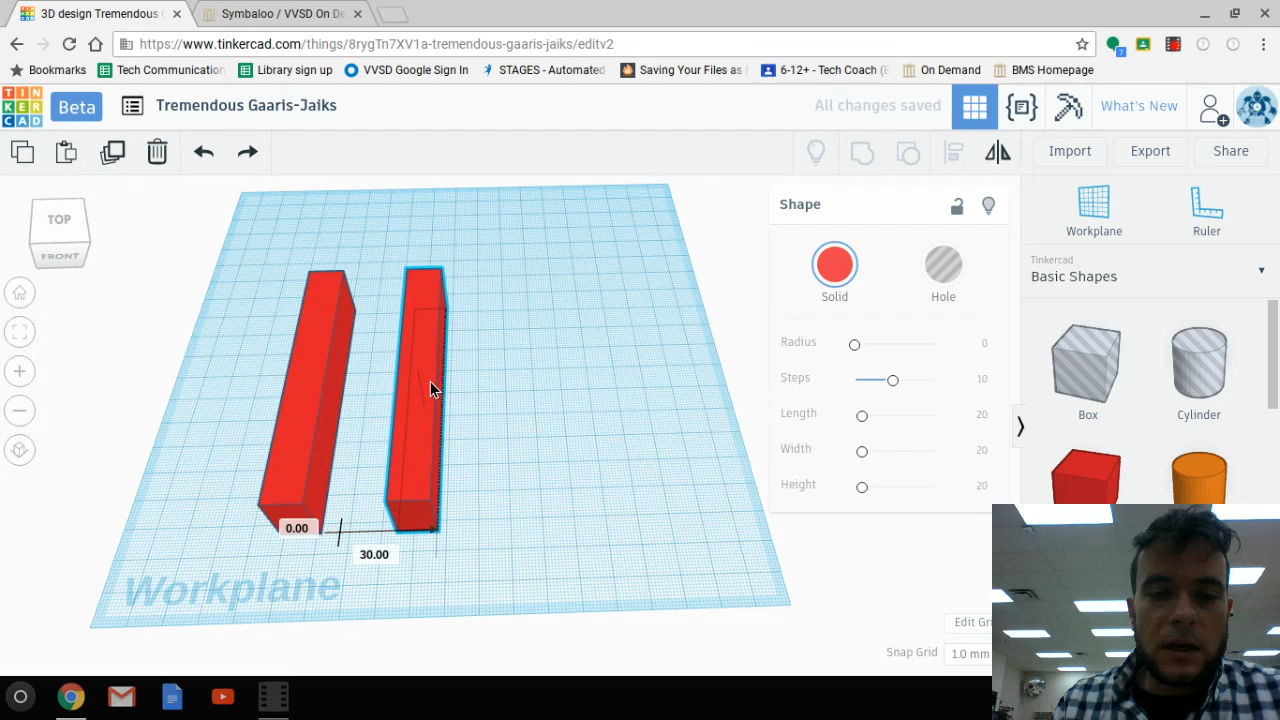 3D design Tremendous
Symbaloo / VVSD On De
https://www.tinkercad.com/things/8rygTn7XV1a-tremendous-gaaris-jaiks/editv2
7
Bookmarks
Tech Communication
Library sign up
VVSD Google Sign In
STAGES - Automated
Saving Your Files as
6-12+ - Tech Coach (E
On Demand
BMS Homepage
TIN
KER
CAD
Beta
Tremendous Gaaris-Jaiks
All changes saved
What's New
Import
Export
Share
TOP
FRONT
Shape
Solid
Hole
Radius 0
Steps 10
Length 20
Width 20
Height 20
Workplane
Ruler
Tinkercad
Basic Shapes
Box
Cylinder
0.00
30.00
Workplane
Edit Gri
Snap Grid 1.0 mm